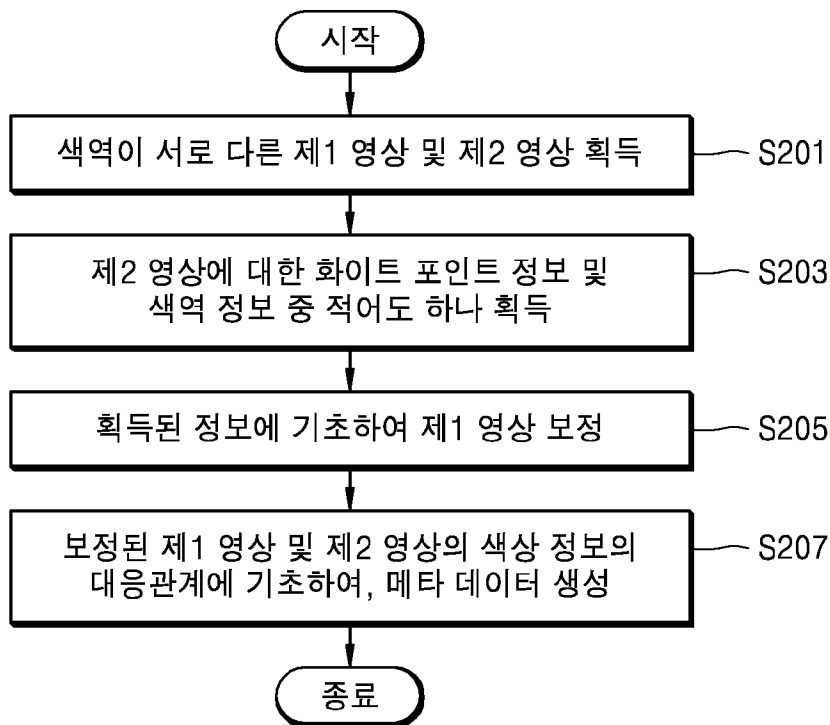 시작
색역이 서로 다른 제1 영상 및 제2 영상 획득
S201
제2 영상에 대한 화이트 포인트 정보 및
색역 정보 중 적어도 하나 획득
S203
획득된 정보에 기초하여 제1 영상 보정
S205
보정된 제1 영상 및 제2 영상의 색상 정보의
대응관계에 기초하여, 메타 데이터 생성
S207
종료